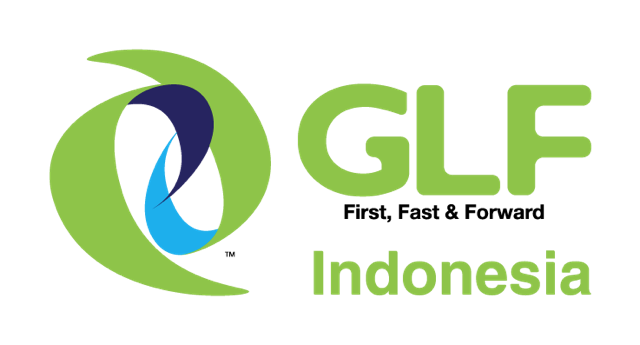 GLF
First, Fast & Forward
™
Indonesia